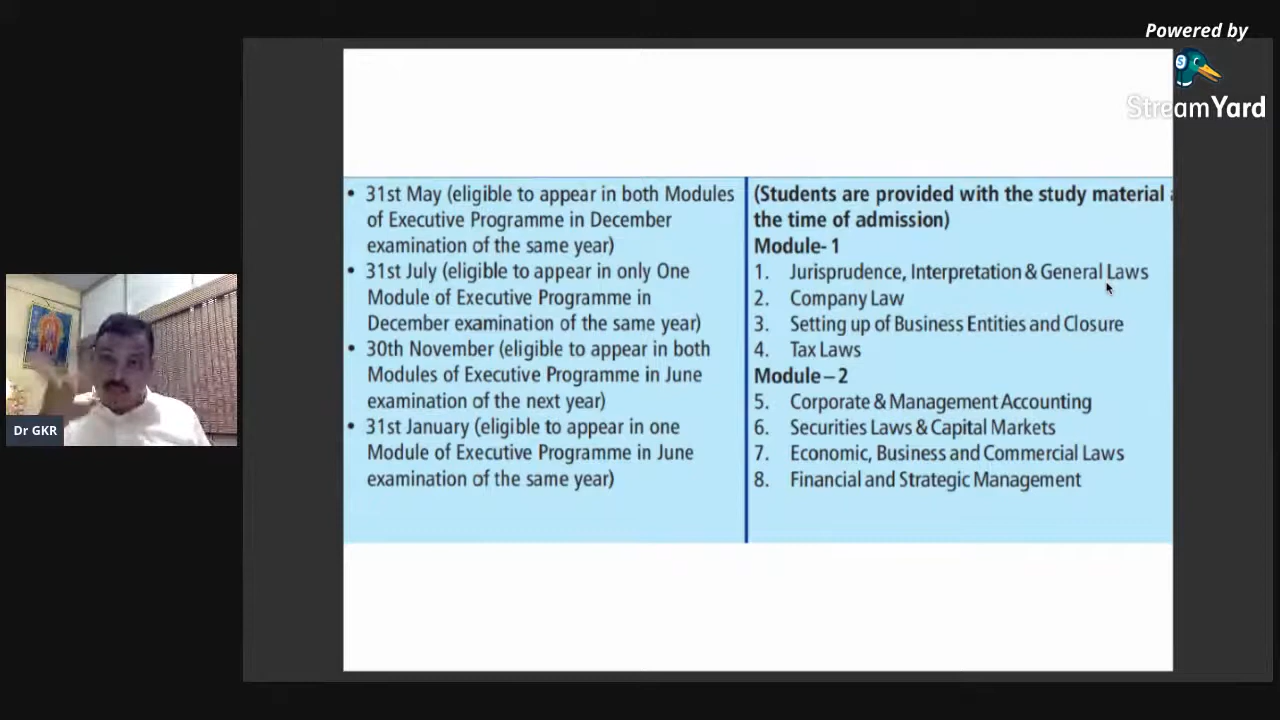 Powered by
StreamYard
31st May (eligible to appear in both Modules
of Executive Programme in December
examination of the same year)
31st July (eligible to appear in only One
Module of Executive Programme in
December examination of the same year)
30th November (eligible to appear in both
Modules of Executive Programme in June
examination of the next year)
31st January (eligible to appear in one
Module of Executive Programme in June
examination of the same year)
(Students are provided with the study material
the time of admission)
Module- 1
1. Jurisprudence, Interpretation & General Laws
2. Company Law
3. Setting up of Business Entities and Closure
4. Tax Laws
Module – 2
5. Corporate & Management Accounting
6. Securities Laws & Capital Markets
7. Economic, Business and Commercial Laws
8. Financial and Strategic Management
Dr GKR